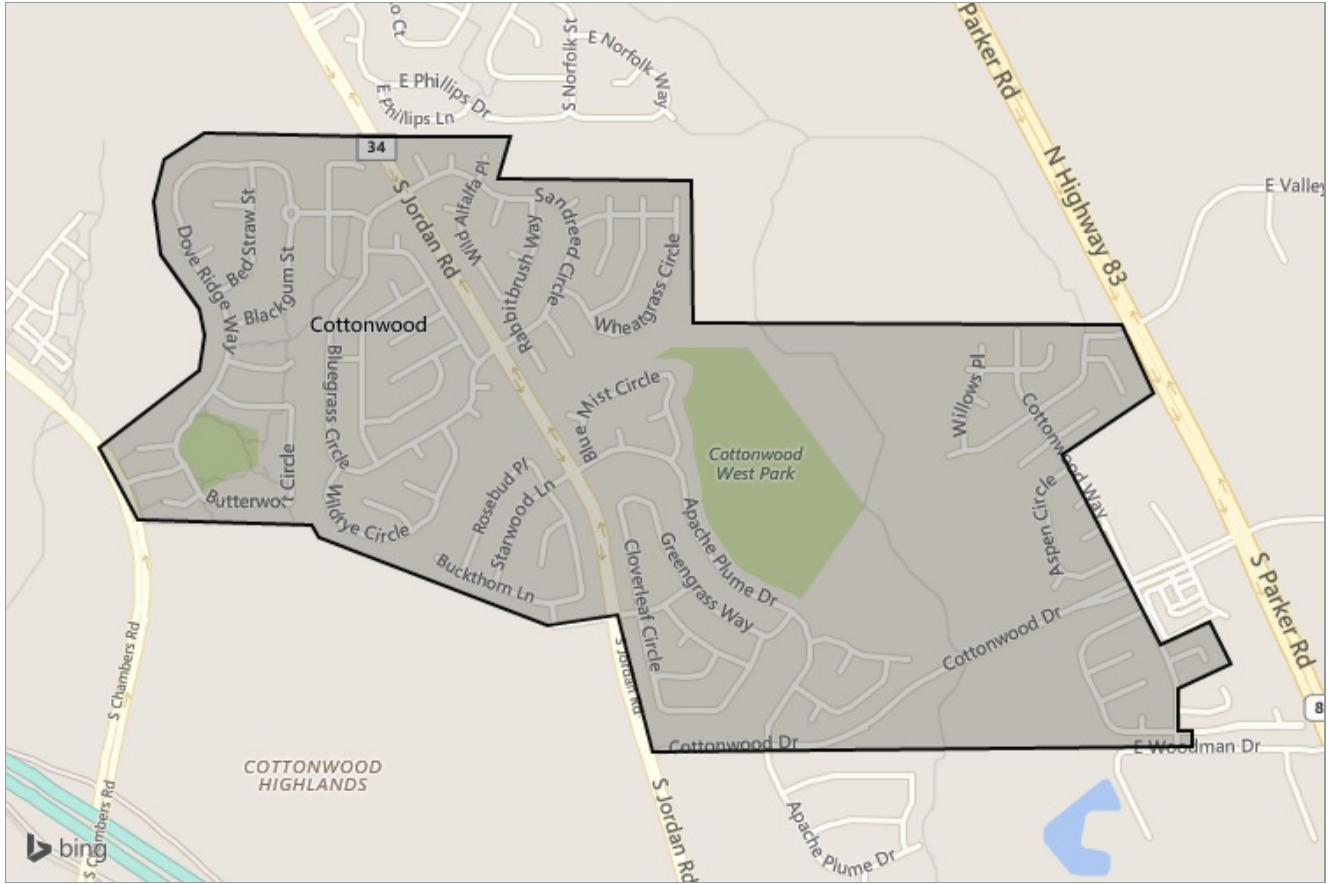 o Ct
E Phillips Dr
E Phillips Ln
S Norfolk St
E Norfolk Way
Parker Rd
N Highway 83
E Valley
34
S Jordan Rd
Wild Alfalfa Pl
Rabbitbrush Way
Sandreed Circle
Wheatgrass Circle
Dove Ridge Way
Bed Straw St
Blackgum St
Cottonwood
Bluegrass Circle
Wildrye Circle
Butterwort Circle
Blue Mist Circle
Rosebud Pl
Starwood Ln
Buckthorn Ln
Cottonwood
West Park
Willows Pl
Cottonwood Way
Aspen Circle
Apache Plume Dr
Greengrass Way
Cloverleaf Circle
Cottonwood Dr
S Parker Rd
8
S Jordan Rd
Cottonwood Dr
E Woodman Dr
S Chambers Rd
COTTONWOOD
HIGHLANDS
S Chambers Rd
S Jordan Rd
Apache Plume Dr
bing